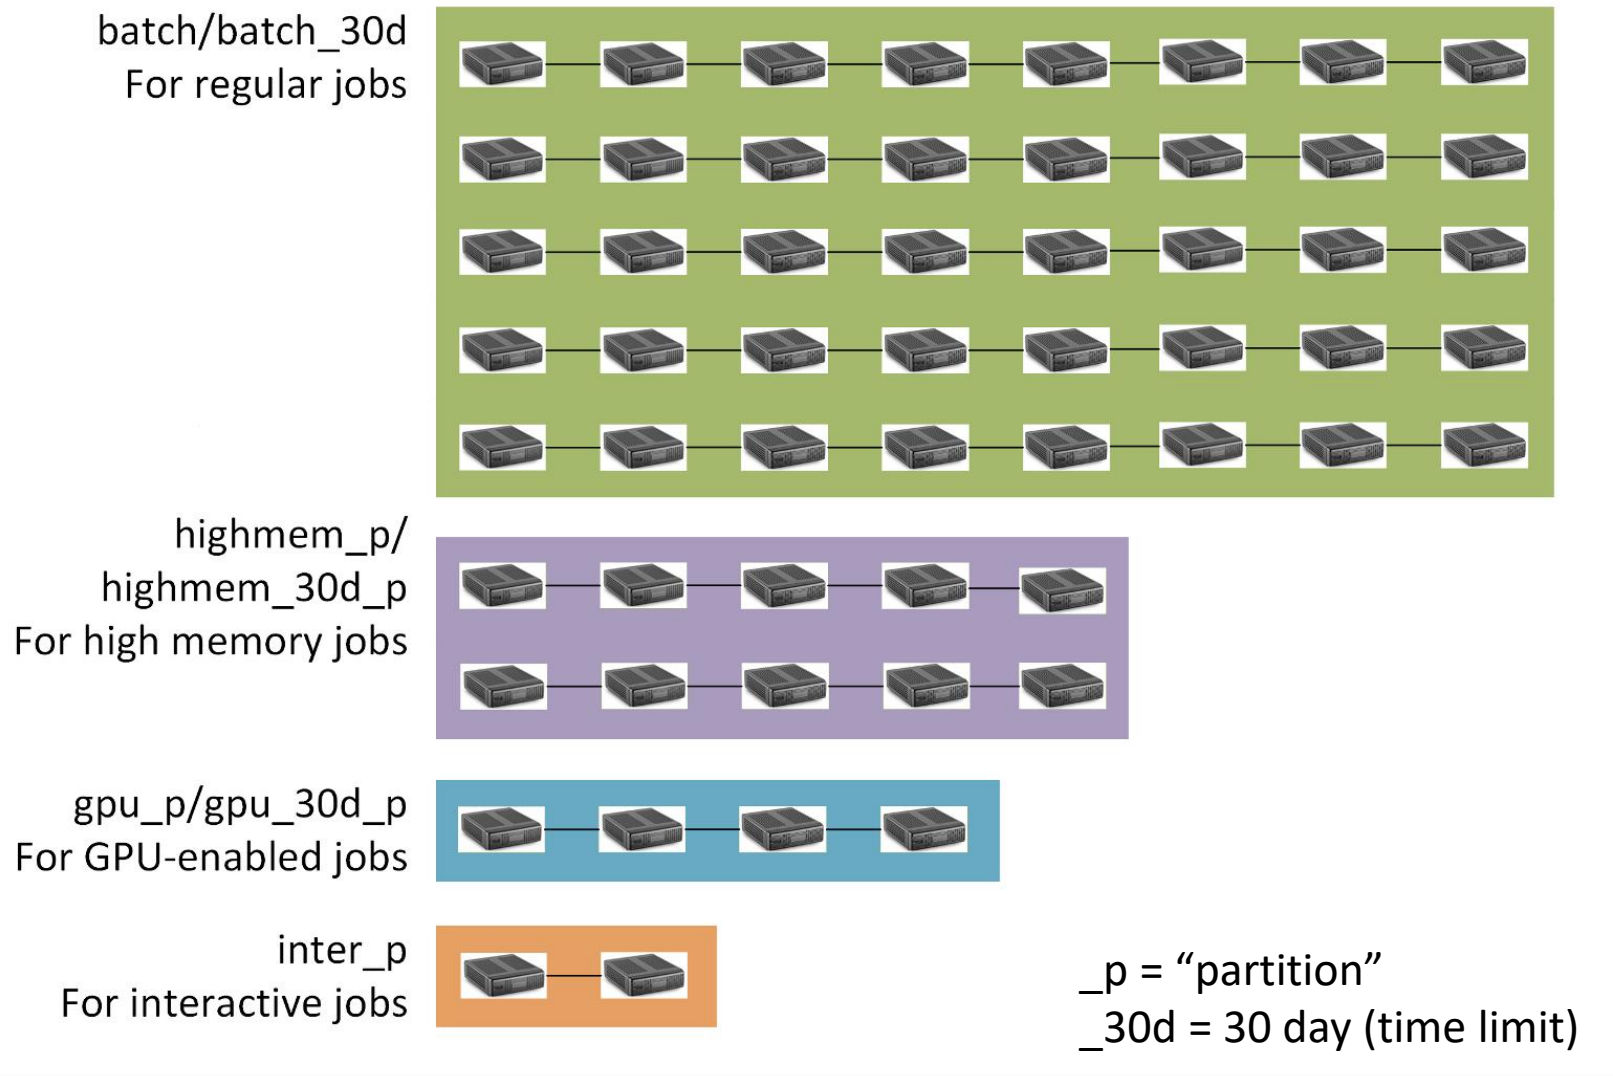 batch/batch_30d
For regular jobs
highmem_p/
highmem_30d_p
For high memory jobs
gpu_p/gpu_30d_p
For GPU-enabled jobs
inter_p
For interactive jobs
_p = “partition”
_30d = 30 day (time limit)